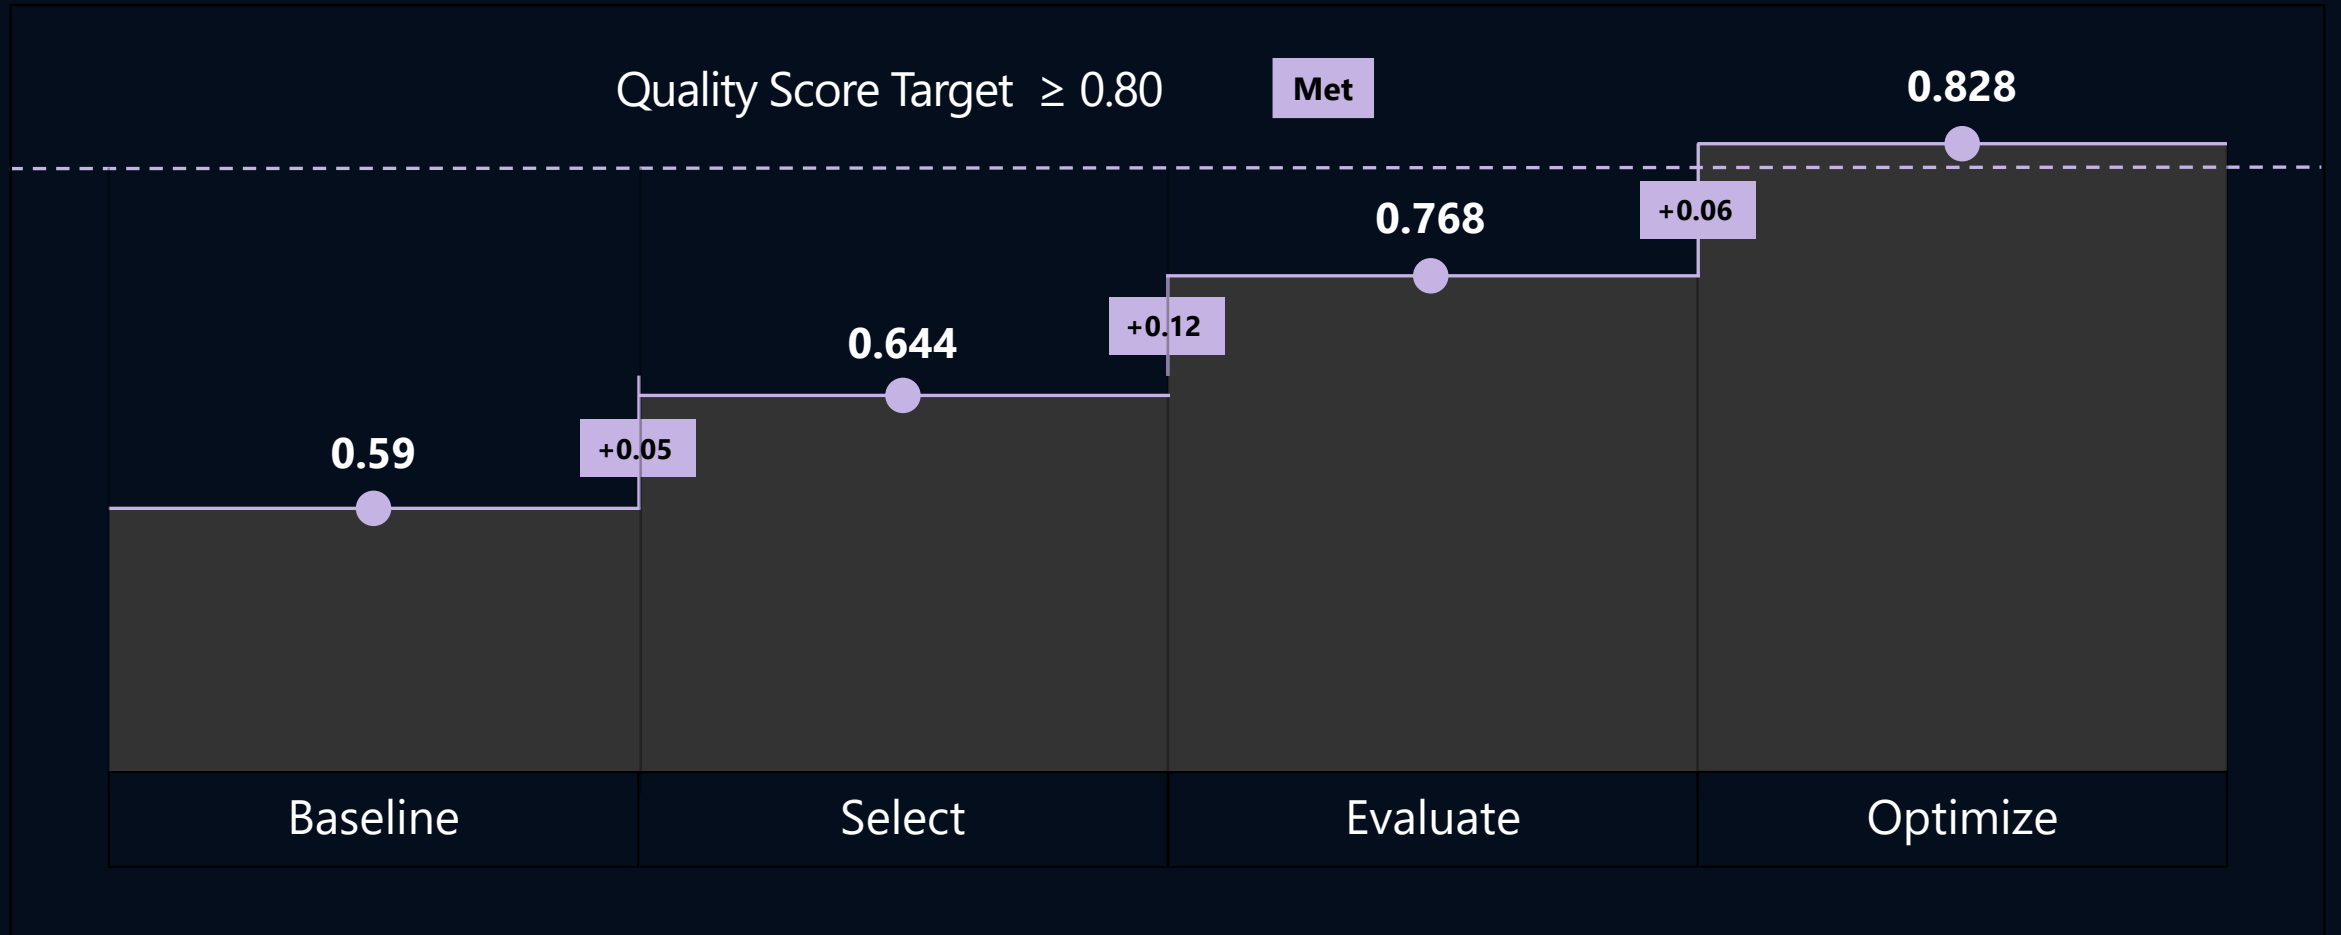 Quality Score Target ≥ 0.80
Met
0.828
0.768
+0.06
+0.12
0.644
+0.05
0.59
Baseline
Select
Evaluate
Optimize